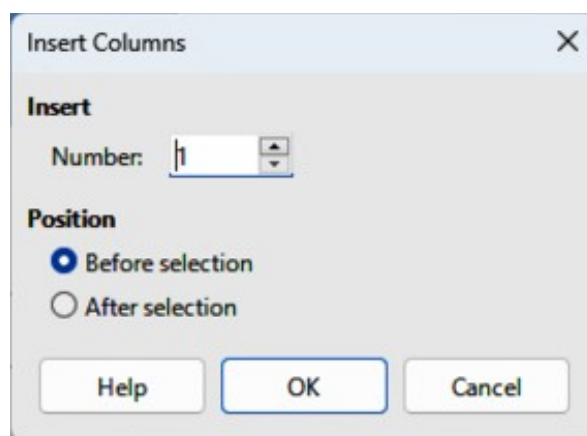 Insert Columns
Insert
Number: 1
Position
Before selection
After selection
Help OK Cancel